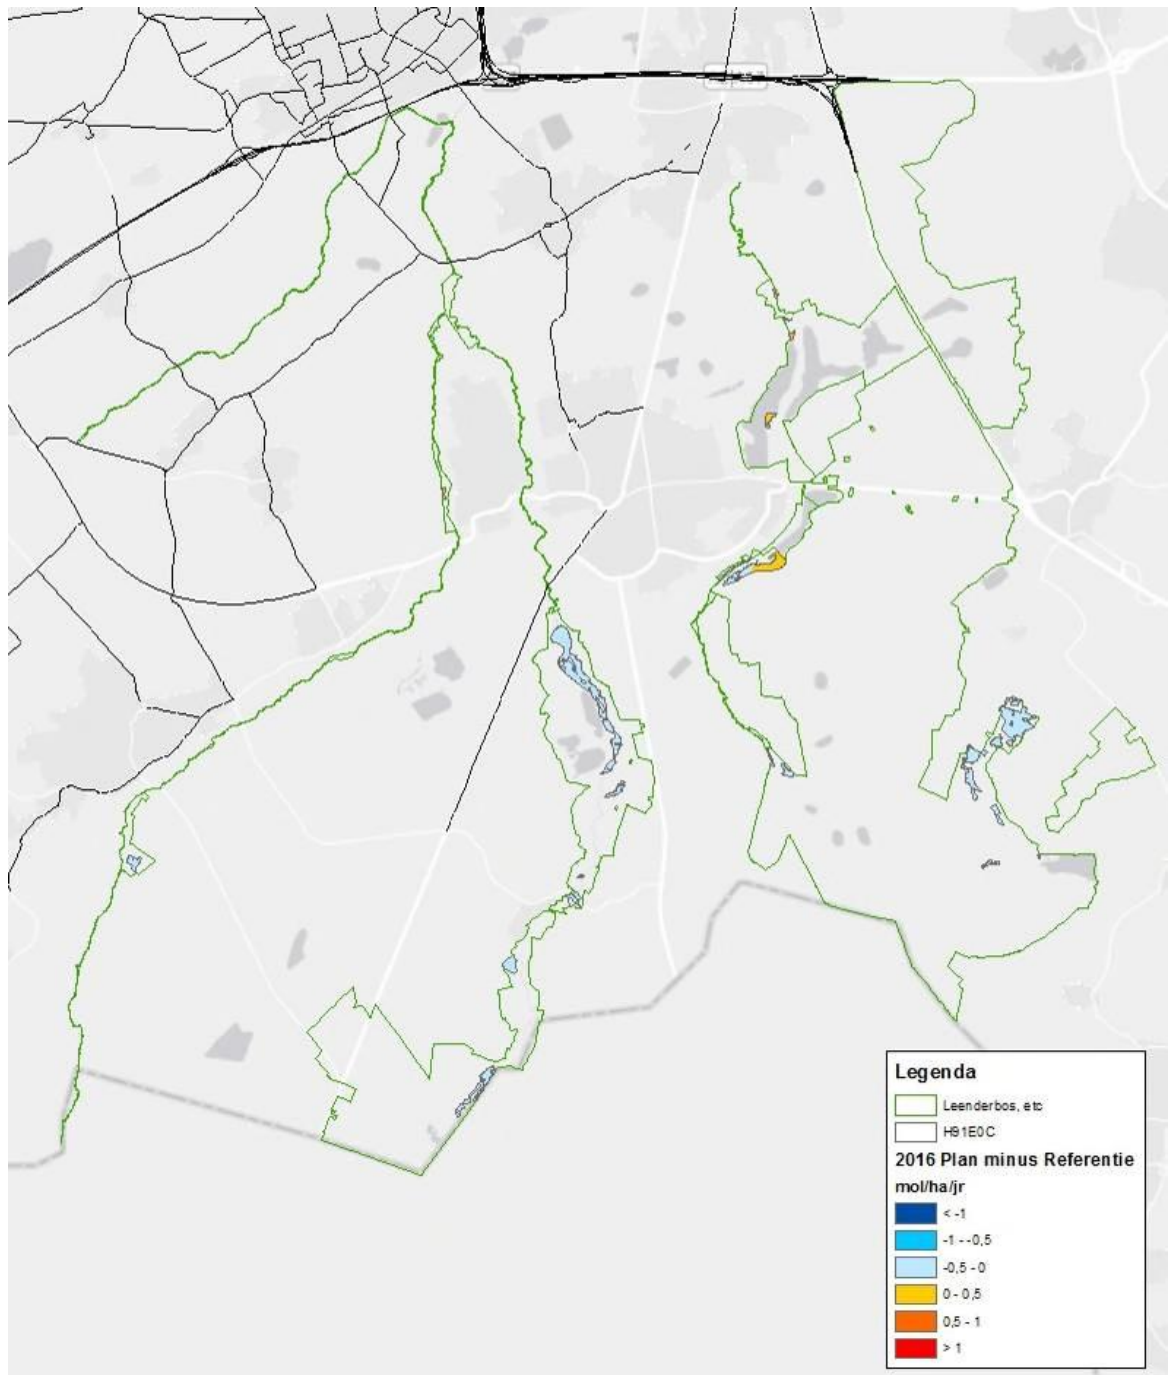 Legenda
Leenderbos, etc
H91E0C
2016 Plan minus Referentie
mol/ha/jr
< -1
-1 - -0,5
-0,5 - 0
0 - 0,5
0,5 - 1
> 1